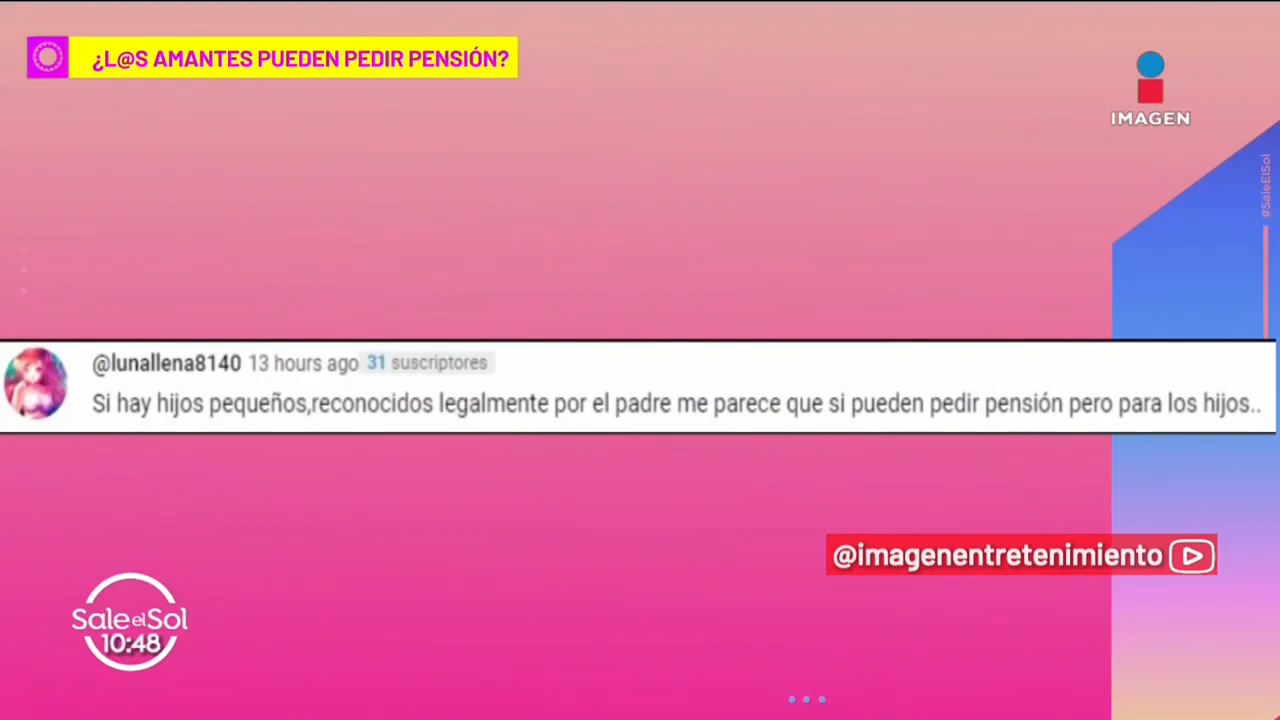 ¿L@S AMANTES PUEDEN PEDIR PENSIÓN?
IMAGEN
#SaleElSol
@lunallena8140 13 hours ago 31 suscriptores
Si hay hijos pequeños,reconocidos legalmente por el padre me parece que si pueden pedir pensión pero para los hijos..
@imagenentretenimiento
Sale el Sol
10:48